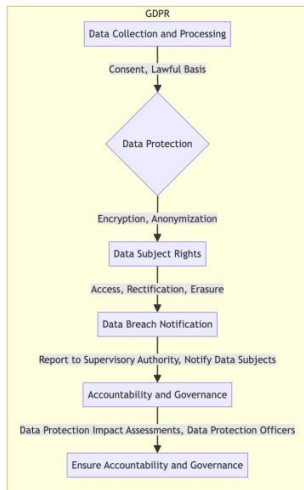 GDPR
Data Collection and Processing
Consent, Lawful Basis
Data Protection
Encryption, Anonymization
Data Subject Rights
Access, Rectification, Erasure
Data Breach Notification
Report to Supervisory Authority, Notify Data Subjects
Accountability and Governance
Data Protection Impact Assessments, Data Protection Officers
Ensure Accountability and Governance